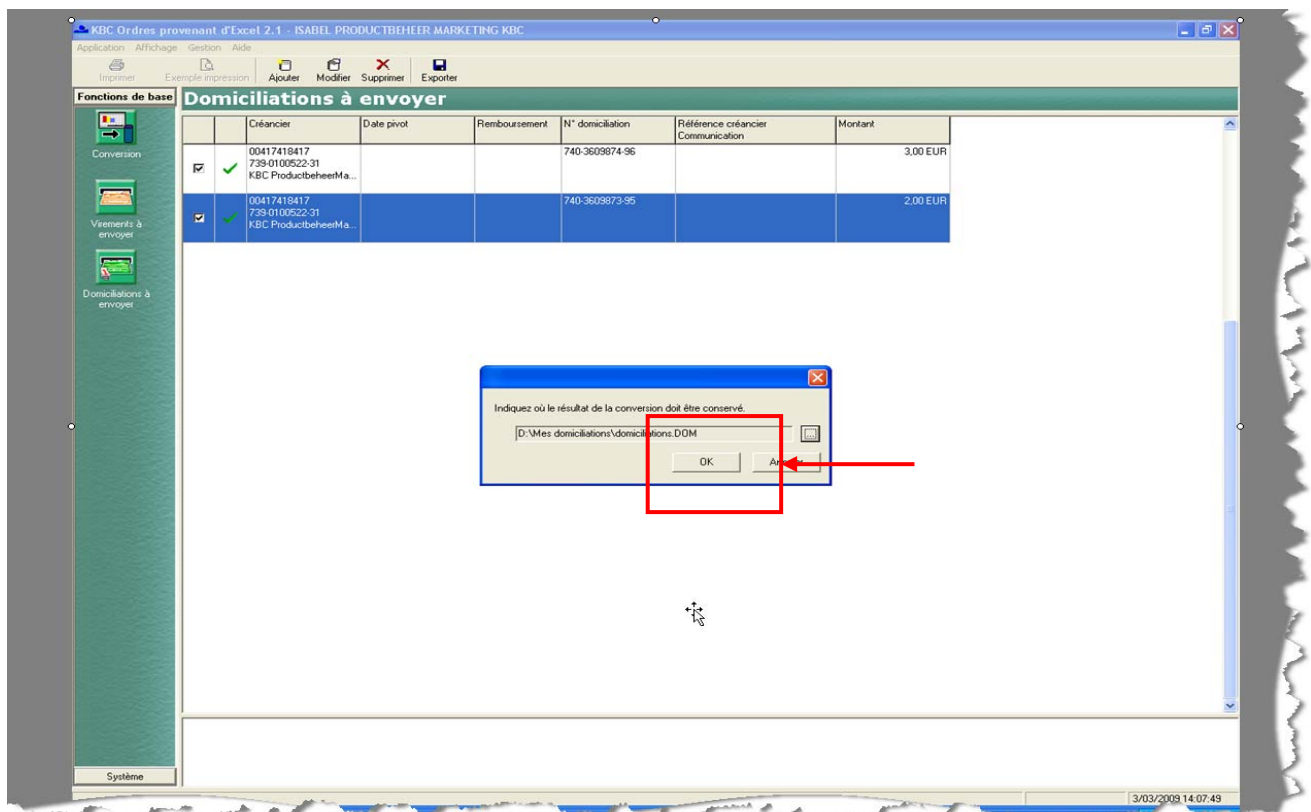 KBC Ordres provenant d'Excel 2.1 - ISABEL PRODUCTBEHEER MARKETING KBC
Application Affichage Gestion Aide
Imprimer Exemple impression Ajouter Modifier Supprimer Exporter
Fonctions de base
Domiciliations à envoyer
Créancier Date pivot Remboursement N° domiciliation Référence créancier Montant
Communication
00417418417 740-3609874-96 3,00 EUR
739-0100522-31
KBC ProductbeheerMa...
00417418417 740-3609873-95 2,00 EUR
739-0100522-31
KBC ProductbeheerMa...
Conversion
Virements à
envoyer
Domiciliations à
envoyer
Indiquez où le résultat de la conversion doit être conservé.
D:\Mes domiciliations\domiciliations.DOM
...
OK
Système
3/03/2009 14:07:49